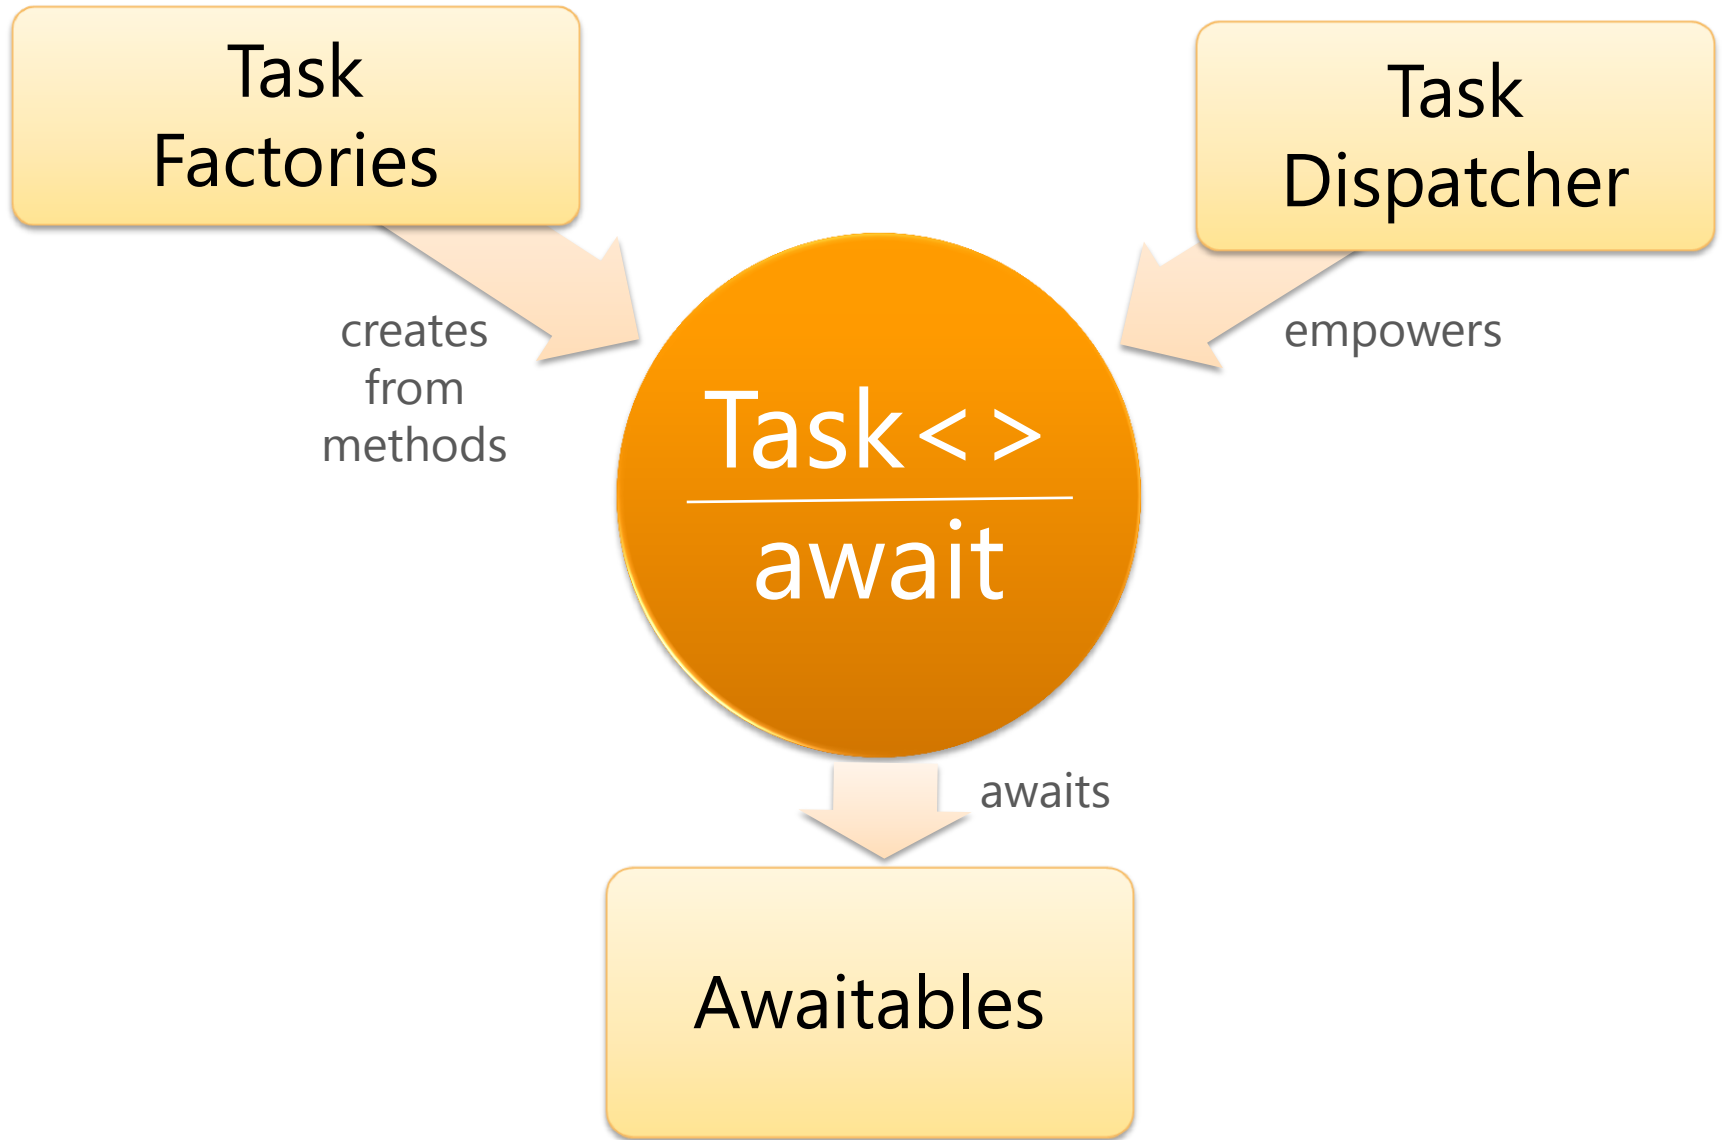 Task
Factories
Task
Dispatcher
creates
from
methods
empowers
Task<>
await
awaits
Awaitables